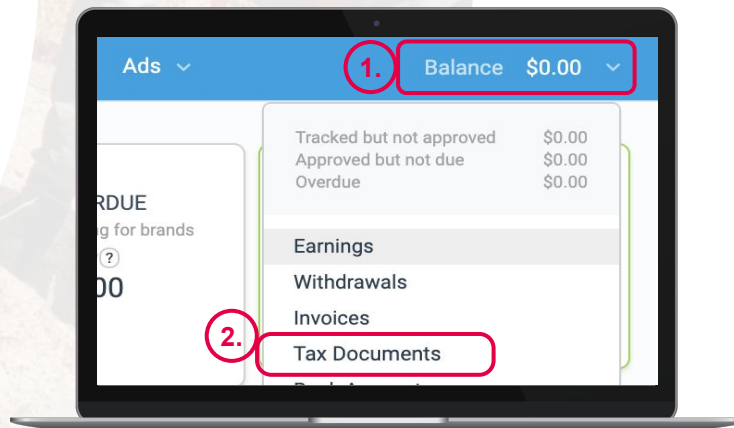 Ads
1.
Balance $0.00
Tracked but not approved $0.00
Approved but not due $0.00
Overdue $0.00
RDUE
g for brands
?
00
Earnings
Withdrawals
Invoices
2.
Tax Documents